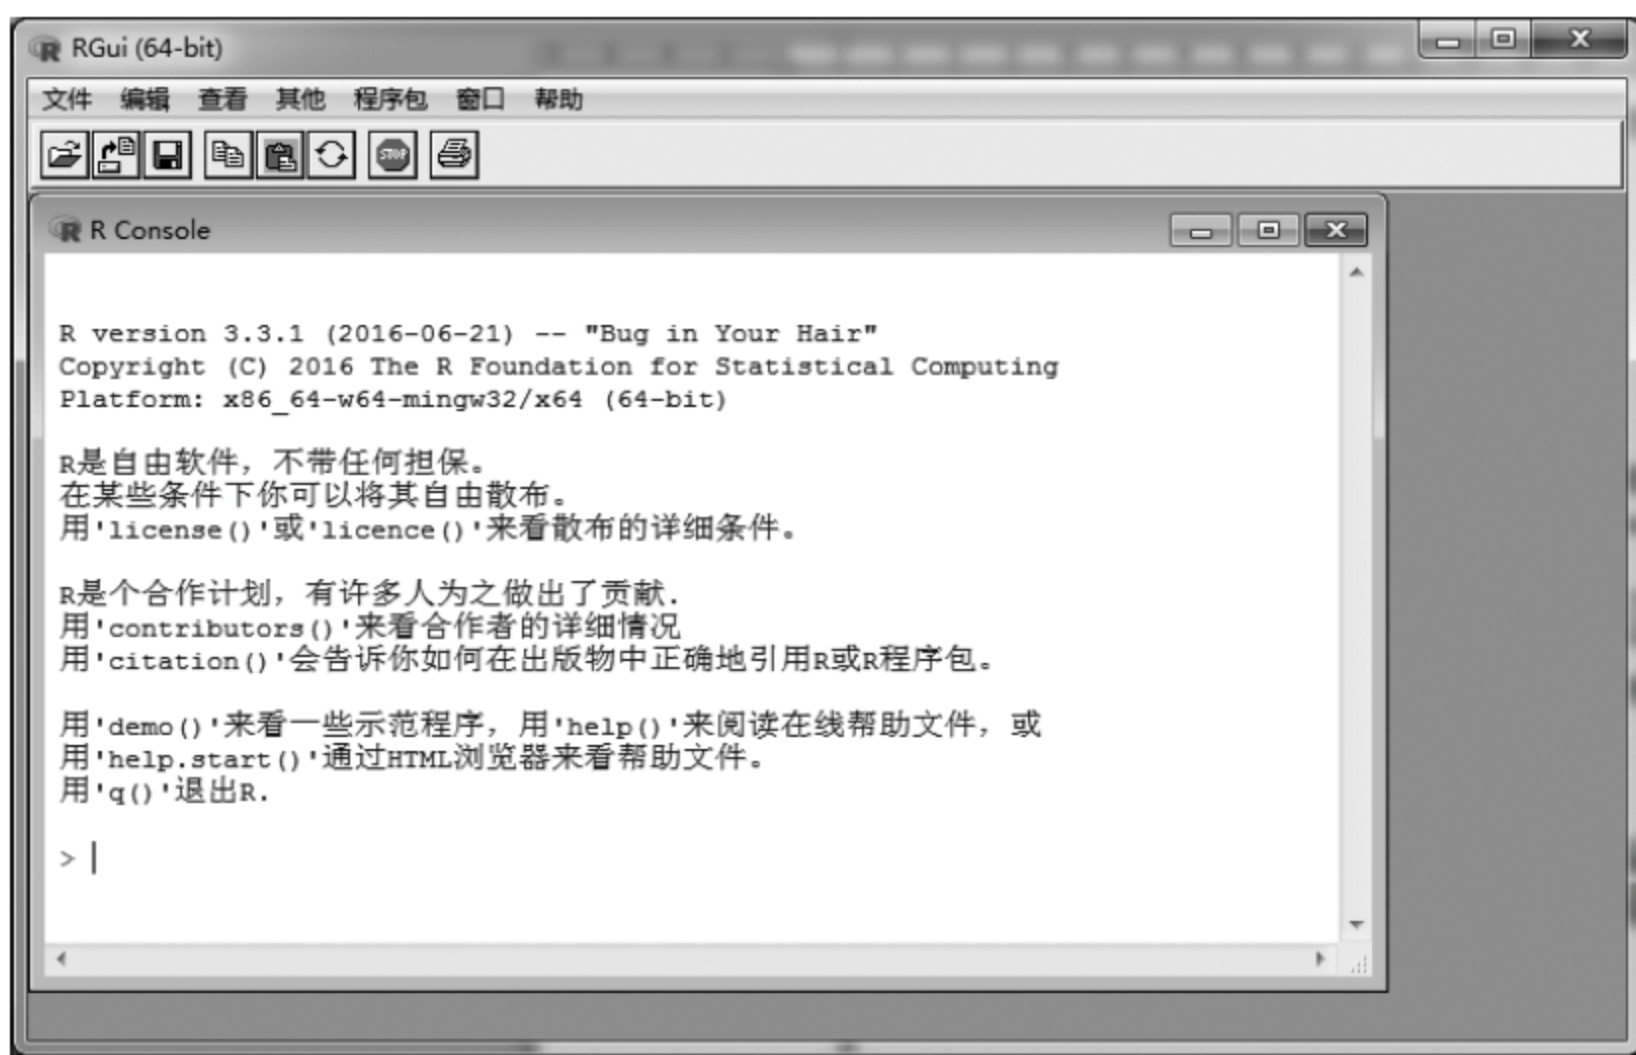 RGui (64-bit)
文件 编辑 查看 其他 程序包 窗口 帮助
STOP
R Console
R version 3.3.1 (2016-06-21) -- "Bug in Your Hair"
Copyright (C) 2016 The R Foundation for Statistical Computing
Platform: x86_64-w64-mingw32/x64 (64-bit)
R是自由软件，不带任何担保。
在某些条件下你可以将其自由散布。
用'license()'或'licence()'来看散布的详细条件。
R是个合作计划，有许多人为之做出了贡献.
用'contributors()'来看合作者的详细情况
用'citation()'会告诉你如何在出版物中正确地引用R或R程序包。
用'demo()'来看一些示范程序，用'help()'来阅读在线帮助文件，或
用'help.start()'通过HTML浏览器来看帮助文件。
用'q()'退出R.
>